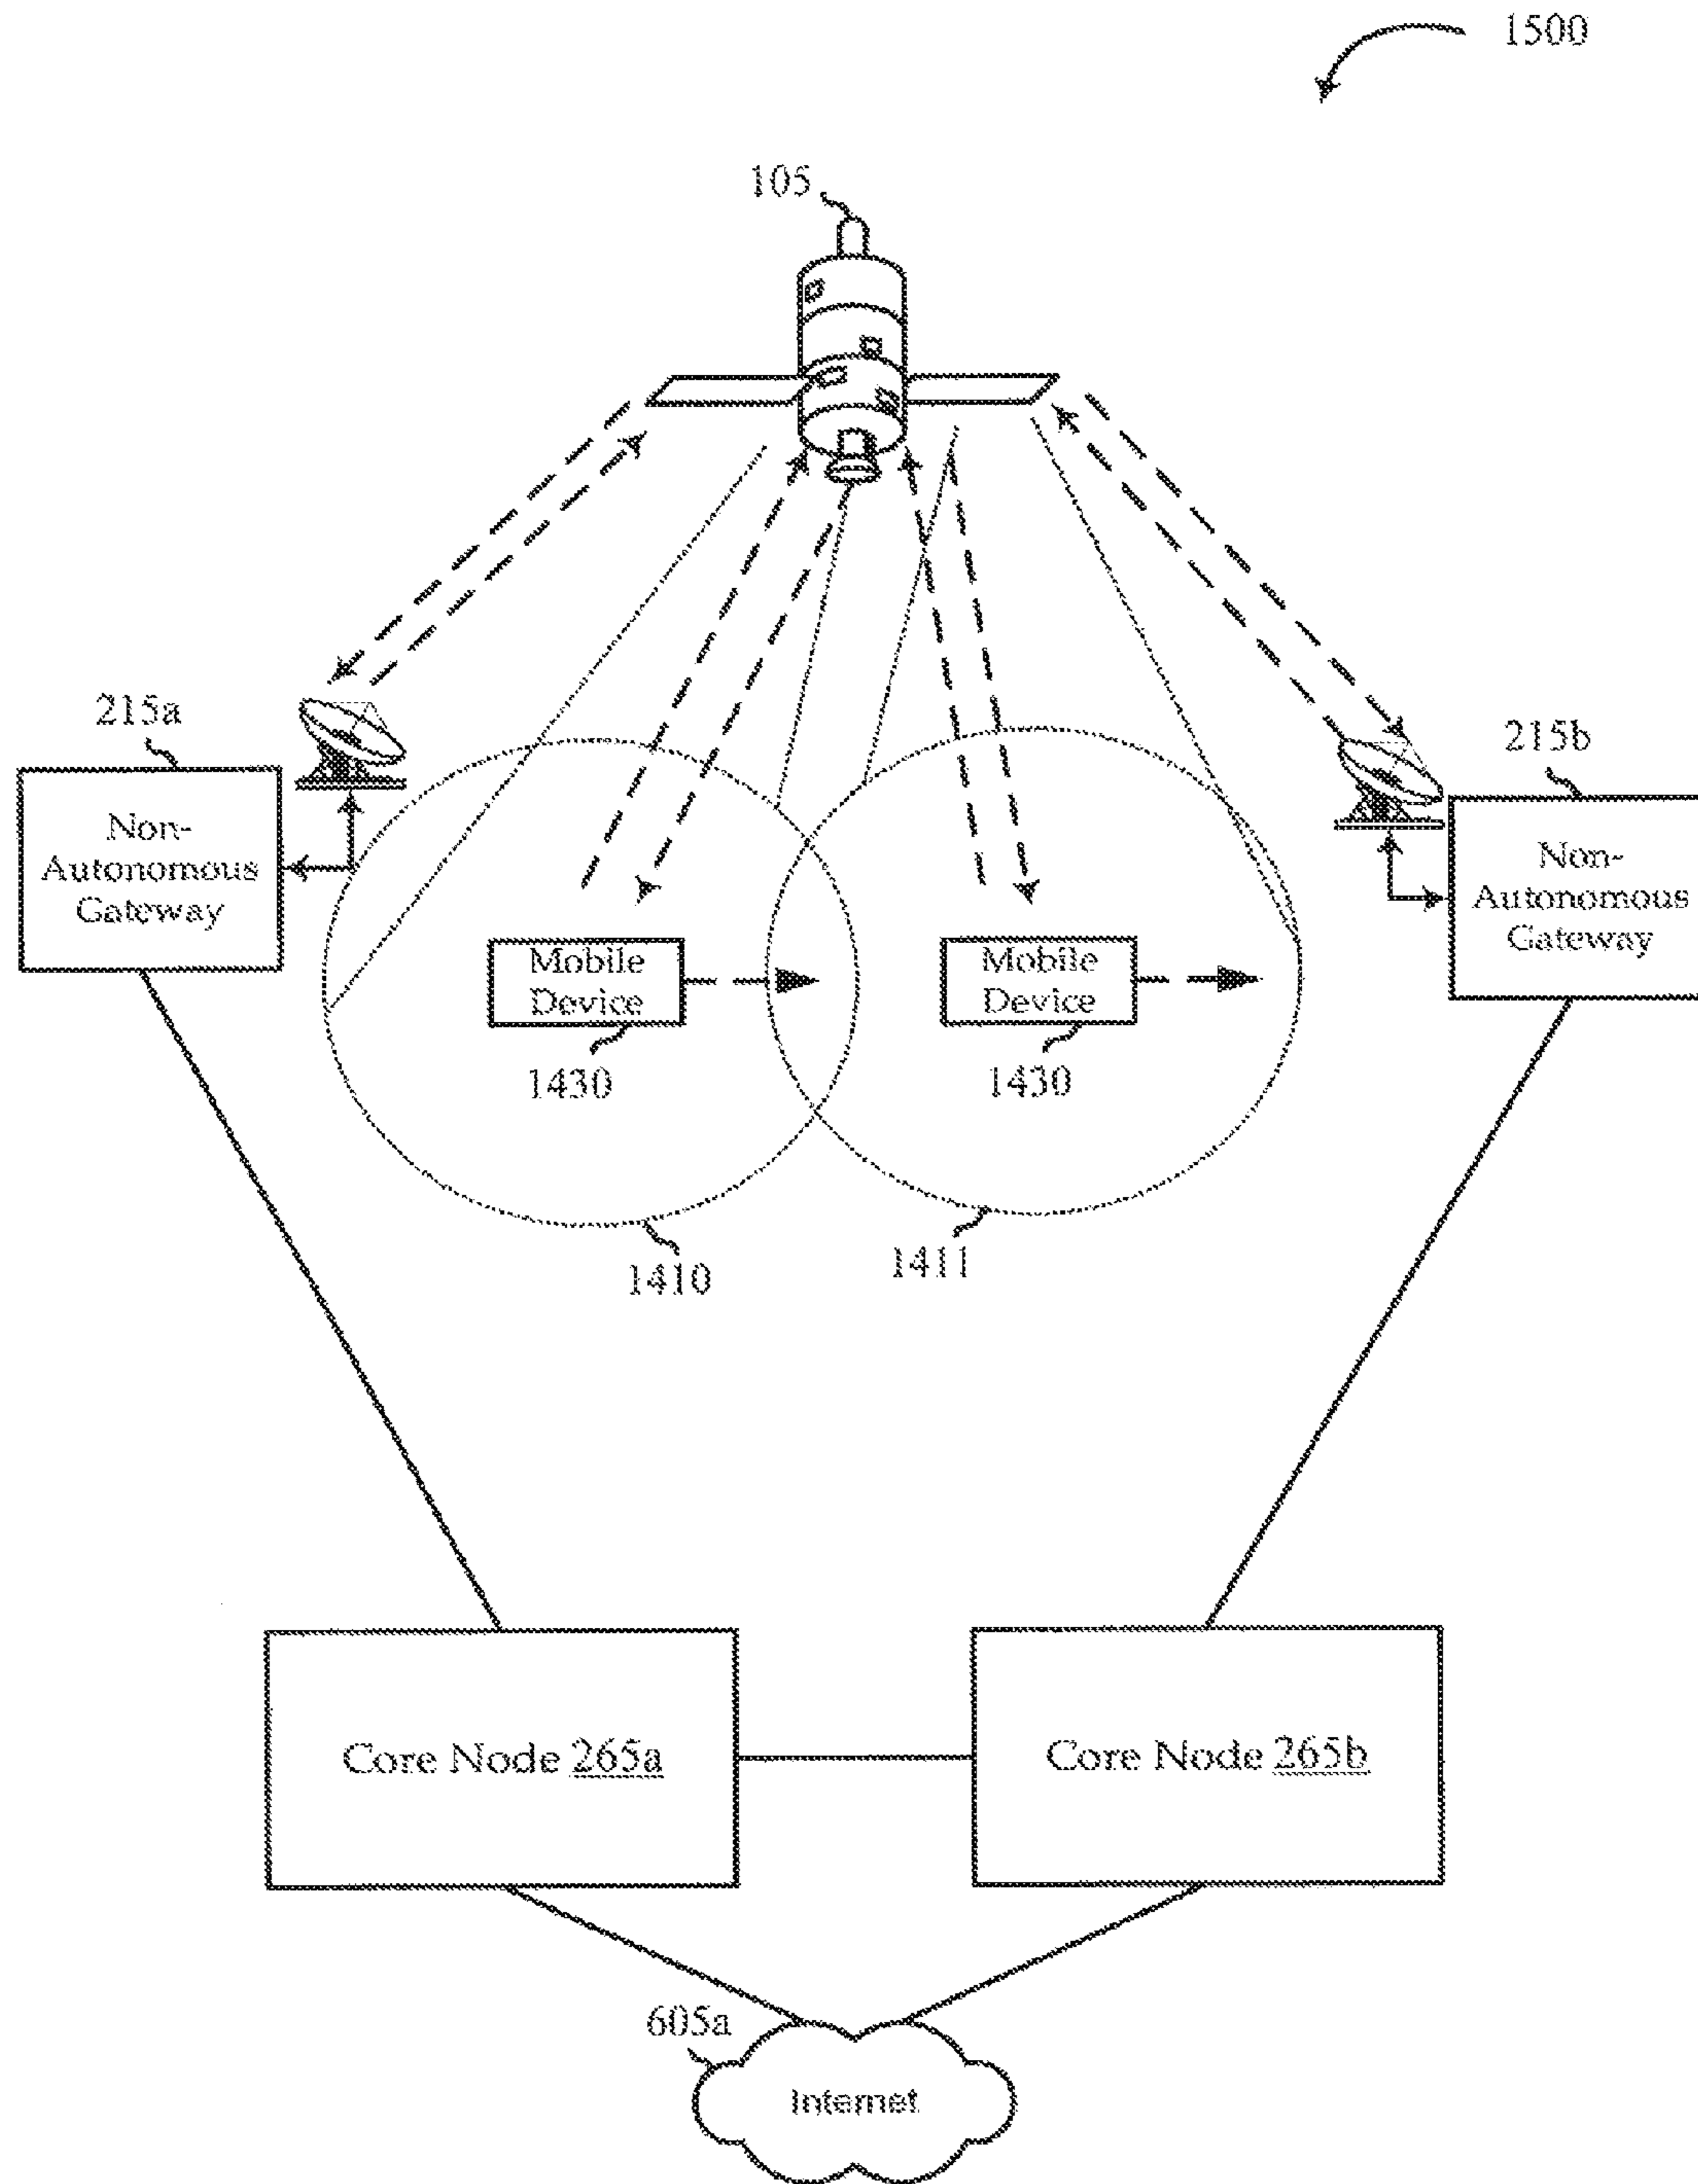 1500
105
215a
215b
Non-
Autonomous
Gateway
Non-
Autonomous
Gateway
Mobile
Device
1430
Mobile
Device
1430
1410
1411
Core Node 265a
Core Node 265b
605a
Internet